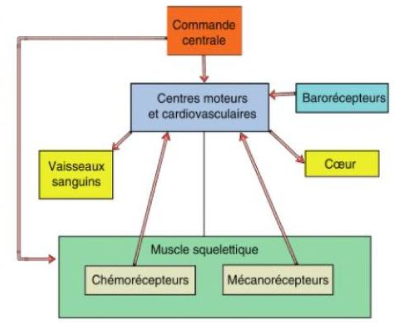 Commande
centrale
Centres moteurs
et cardiovasculaires
Barorécepteurs
Vaisseaux
sanguins
Cœur
Muscle squelettique
Chémorécepteurs
Mécanorécepteurs